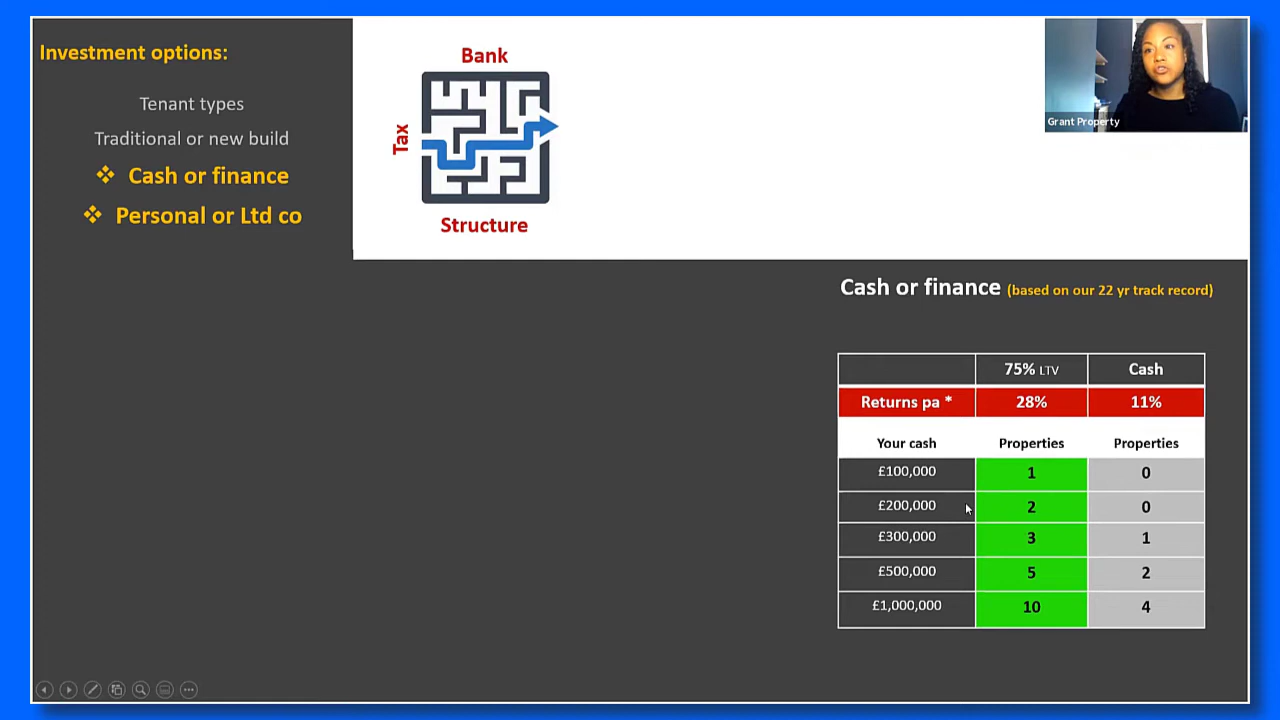 Investment options:
Tenant types
Traditional or new build
Cash or finance
Personal or Ltd co
Bank
Tax
Structure
Grant Property
Cash or finance (based on our 22 yr track record)
75% LTV Cash
Returns pa * 28% 11%
Your cash Properties Properties
£100,000 1 0
£200,000 2 0
£300,000 3 1
£500,000 5 2
£1,000,000 10 4